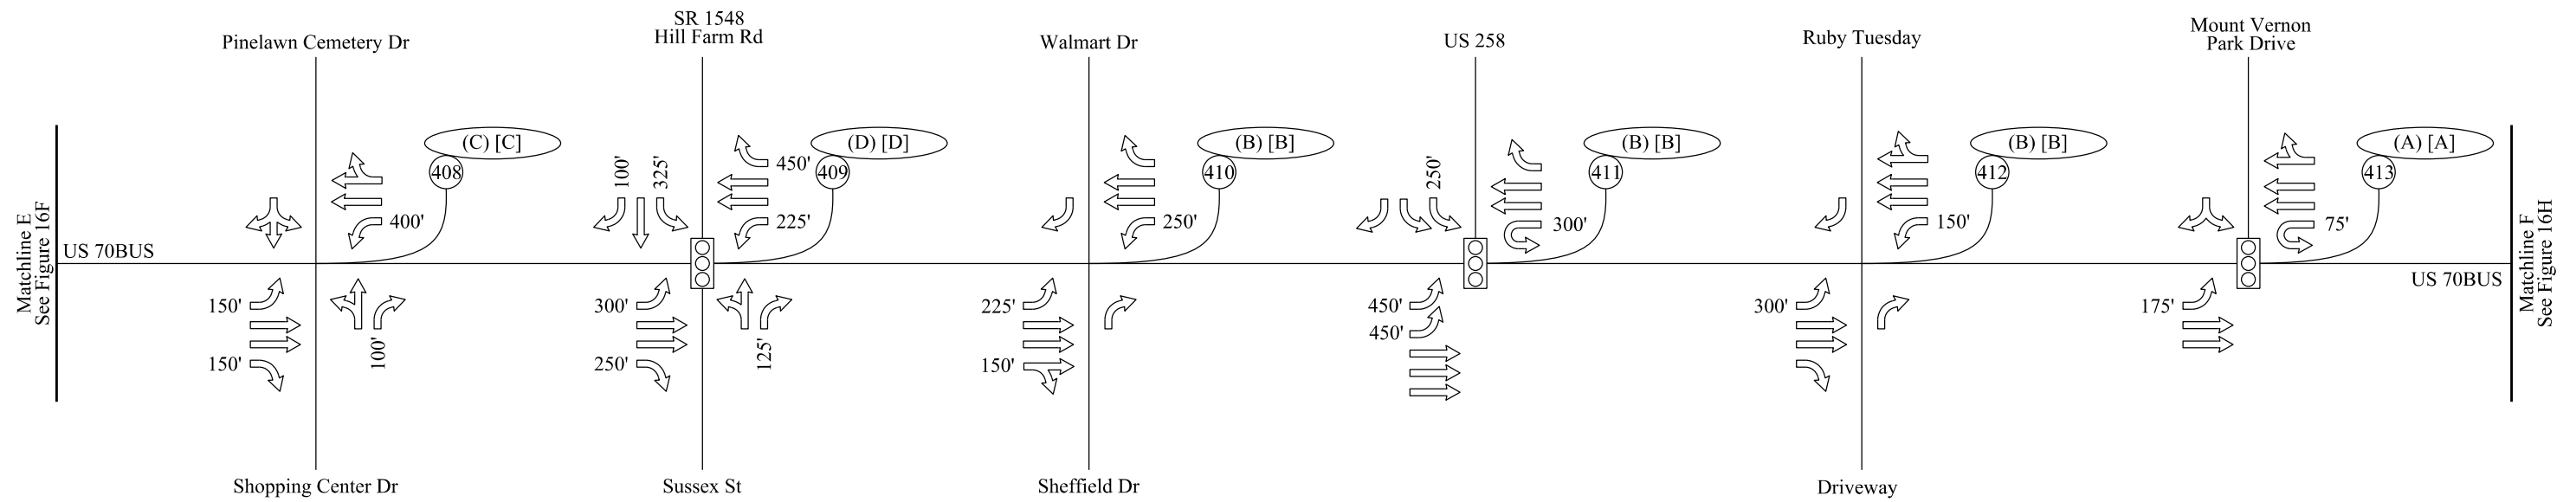 Pinelawn Cemetery Dr
SR 1548
Hill Farm Rd
Walmart Dr
US 258
Ruby Tuesday
Mount Vernon
Park Drive
(C) [C]
408
400'
(D) [D]
409
100'
325'
450'
225'
(B) [B]
410
250'
(B) [B]
411
250'
300'
(B) [B]
412
150'
(A) [A]
413
75'
Matchline E
See Figure 16F
US 70BUS
150'
150'
100'
300'
250'
125'
225'
150'
450'
450'
300'
175'
US 70BUS
Matchline F
See Figure 16H
Shopping Center Dr
Sussex St
Sheffield Dr
Driveway